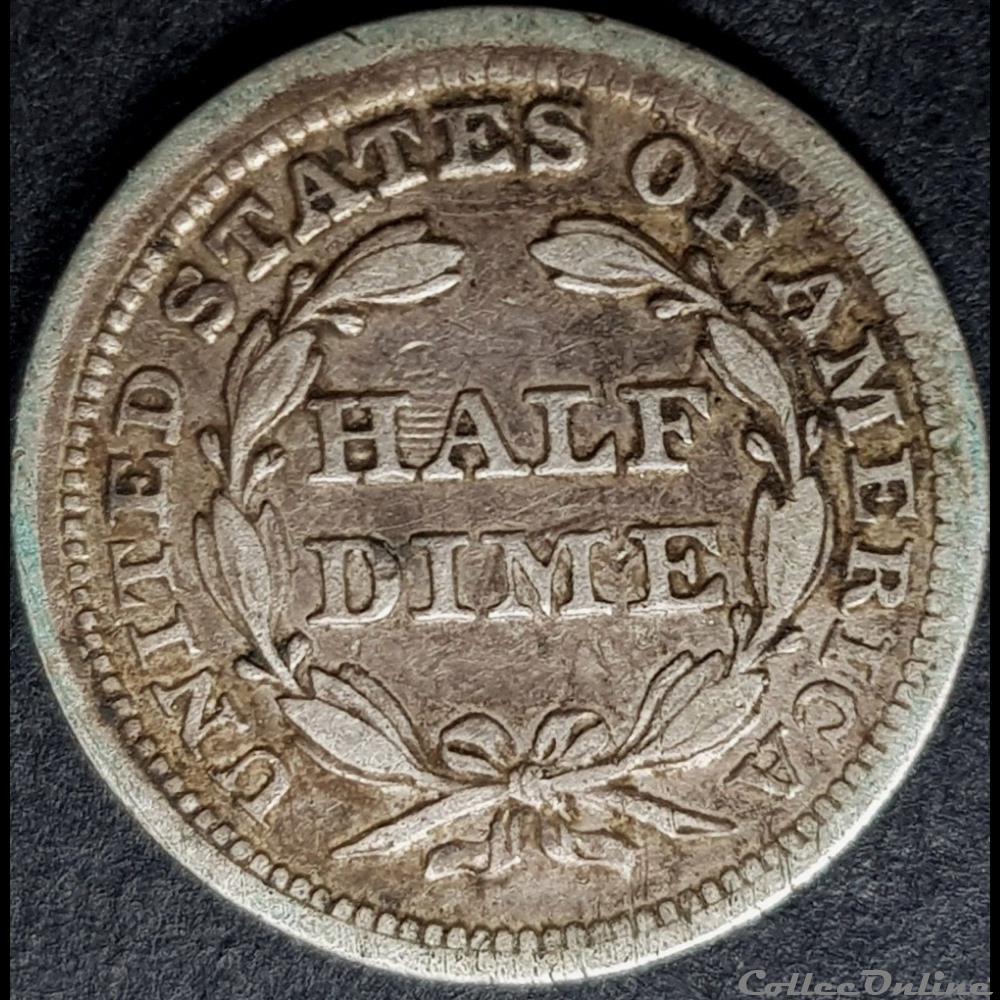 UNITED STATES OF AMERICA
HALF
DIME
CollecOnline